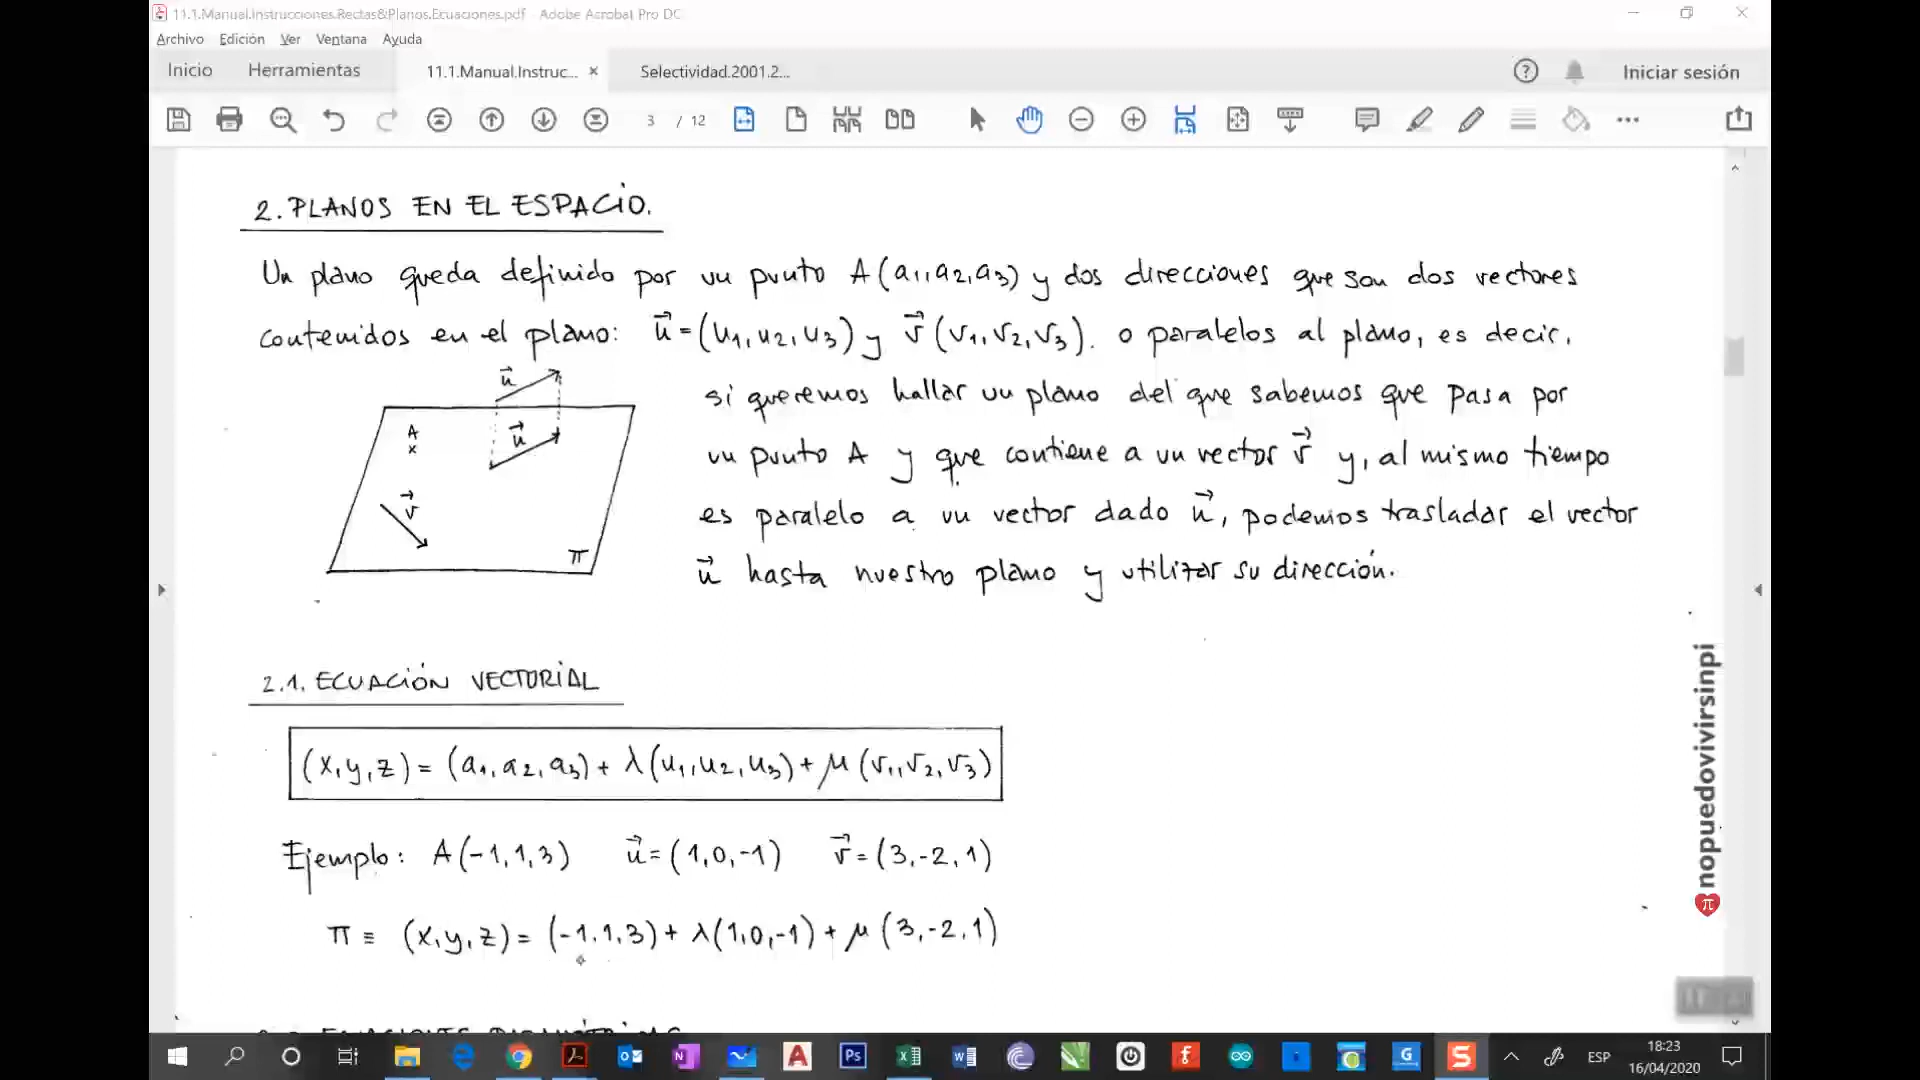 11.1.Manual.Instrucciones.Rectas&Planos.Ecuaciones.pdf - Adobe Acrobat Pro DC
Archivo Edición Ver Ventana Ayuda
Inicio Herramientas 11.1.Manual.Instruc... × Selectividad.2001.2... Iniciar sesión
3 / 12
2. PLANOS EN EL ESPACIO.
Un plano queda definido por un punto A(a1,a2,a3) y dos direcciones que son dos vectores
contenidos en el plano: u⃗=(u1,u2,u3) y v⃗(v1,v2,v3). o paralelos al plano, es decir,
si queremos hallar un plano del que sabemos que pasa por
un punto A y que contiene a un vector v⃗ y, al mismo tiempo
es paralelo a un vector dado u⃗, podemos trasladar el vector
u⃗ hasta nuestro plano y utilizar su dirección.
u⃗
A
x
u⃗
v⃗
π
2.1. ECUACIÓN VECTORIAL
(x,y,z)=(a1,a2,a3)+λ(u1,u2,u3)+μ(v1,v2,v3)
Ejemplo: A(-1,1,3) u⃗=(1,0,-1) v⃗=(3,-2,1)
π≡ (x,y,z)=(-1,1,3)+λ(1,0,-1)+μ(3,-2,1)
nopuedovivirsinpi
π
ESP
18:23
16/04/2020